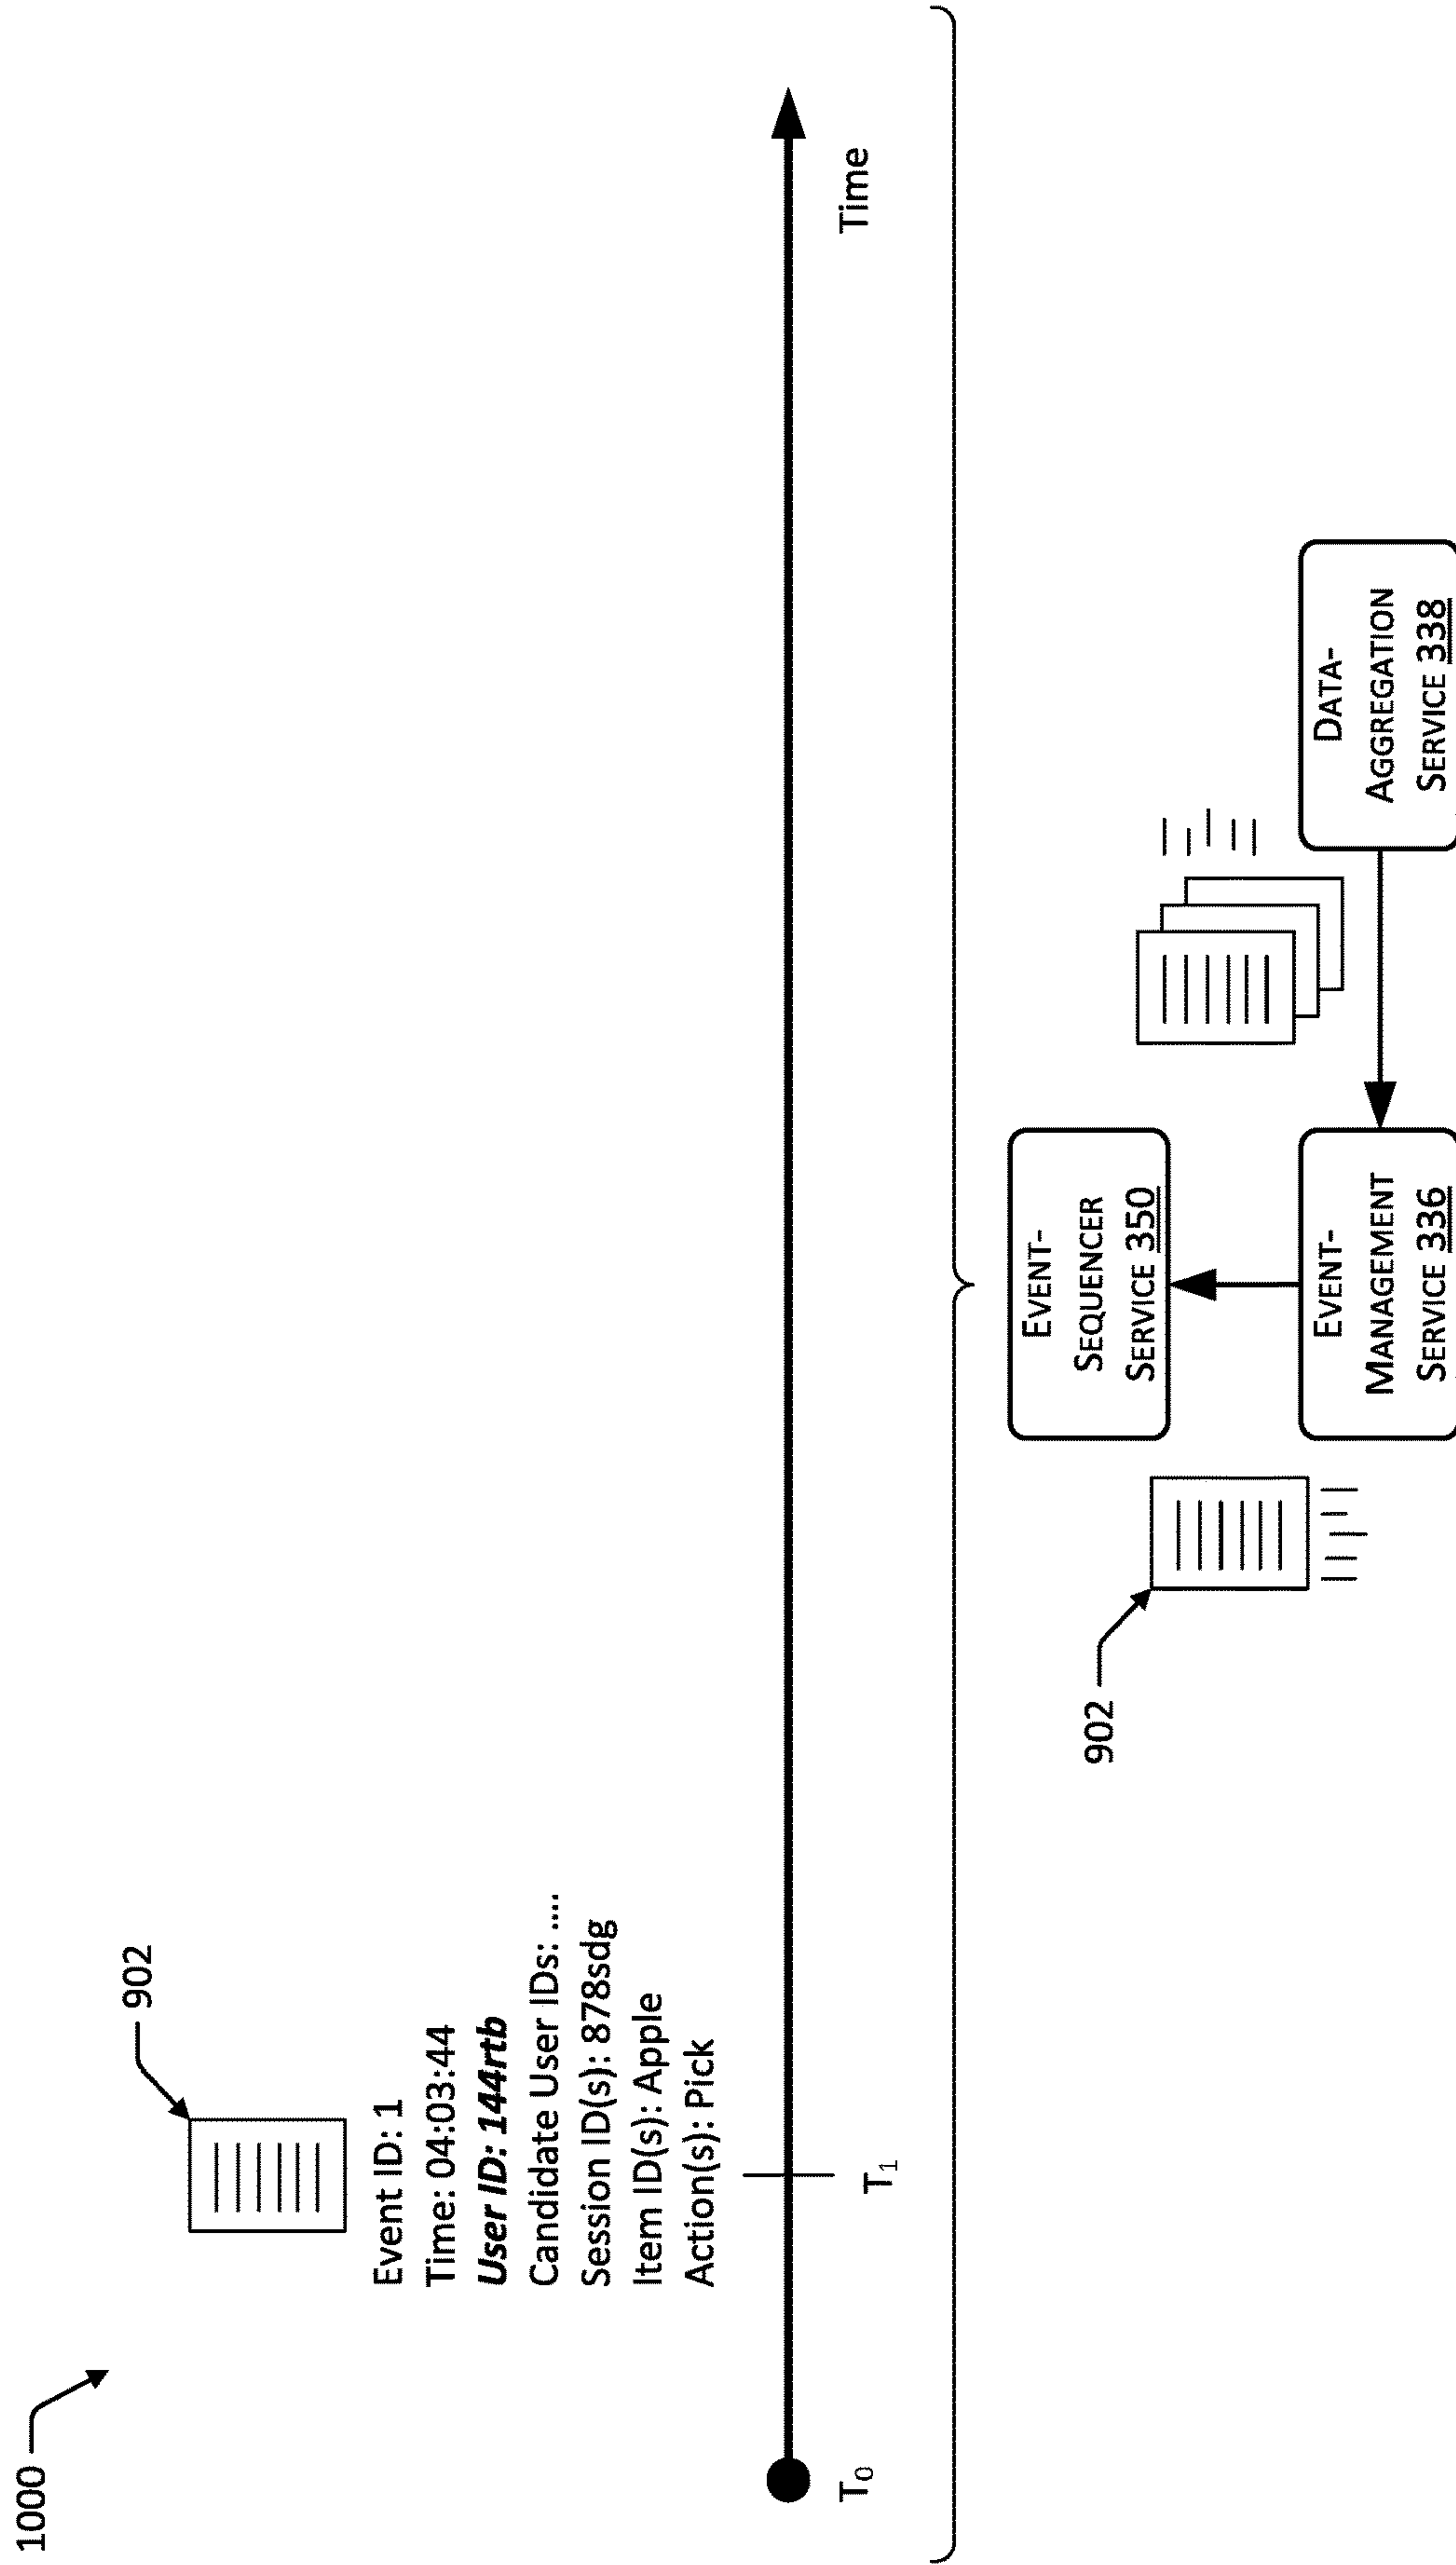 1000
902
Event ID: 1
Time: 04:03:44
User ID: 144rtb
Candidate User IDs: ....
Session ID(s): 878sdg
Item ID(s): Apple
Action(s): Pick
T0
T1
Time
902
EVENT-
SEQUENCER
SERVICE 350
EVENT-
MANAGEMENT
SERVICE 336
DATA-
AGGREGATION
SERVICE 338